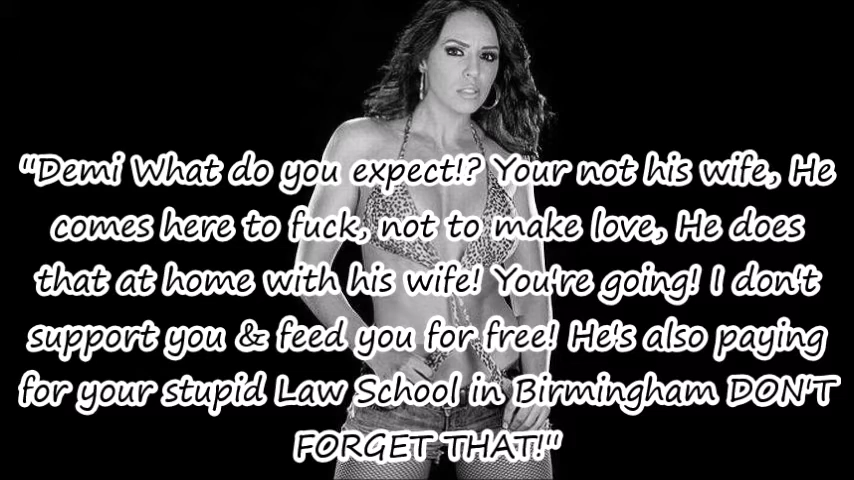 "Demi What do you expect!? Your not his wife, He
comes here to fuck, not to make love, He does
that at home with his wife! You're going! I don't
support you & feed you for free! He's also paying
for your stupid Law School in Birmingham DON'T
FORGET THAT!"